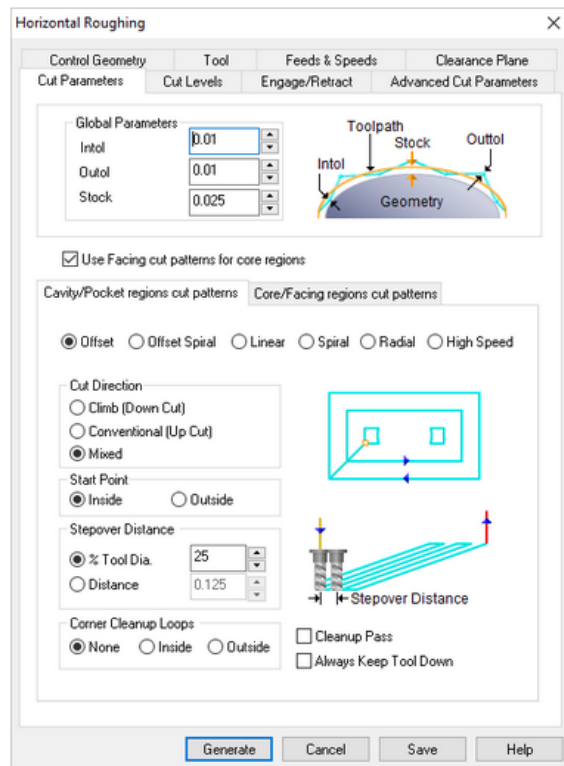 Horizontal Roughing
Control Geometry Tool Feeds & Speeds Clearance Plane
Cut Parameters Cut Levels Engage/Retract Advanced Cut Parameters
Global Parameters
Intol 0.01
Outol 0.01
Stock 0.025
Toolpath
Stock
Outtol
Intol
Geometry
Use Facing cut patterns for core regions
Cavity/Pocket regions cut patterns Core/Facing regions cut patterns
Offset Offset Spiral Linear Spiral Radial High Speed
Cut Direction
Climb (Down Cut)
Conventional (Up Cut)
Mixed
Start Point
Inside Outside
Stepover Distance
% Tool Dia. 25
Distance 0.125
Stepover Distance
Corner Cleanup Loops
None Inside Outside
Cleanup Pass
Always Keep Tool Down
Generate Cancel Save Help